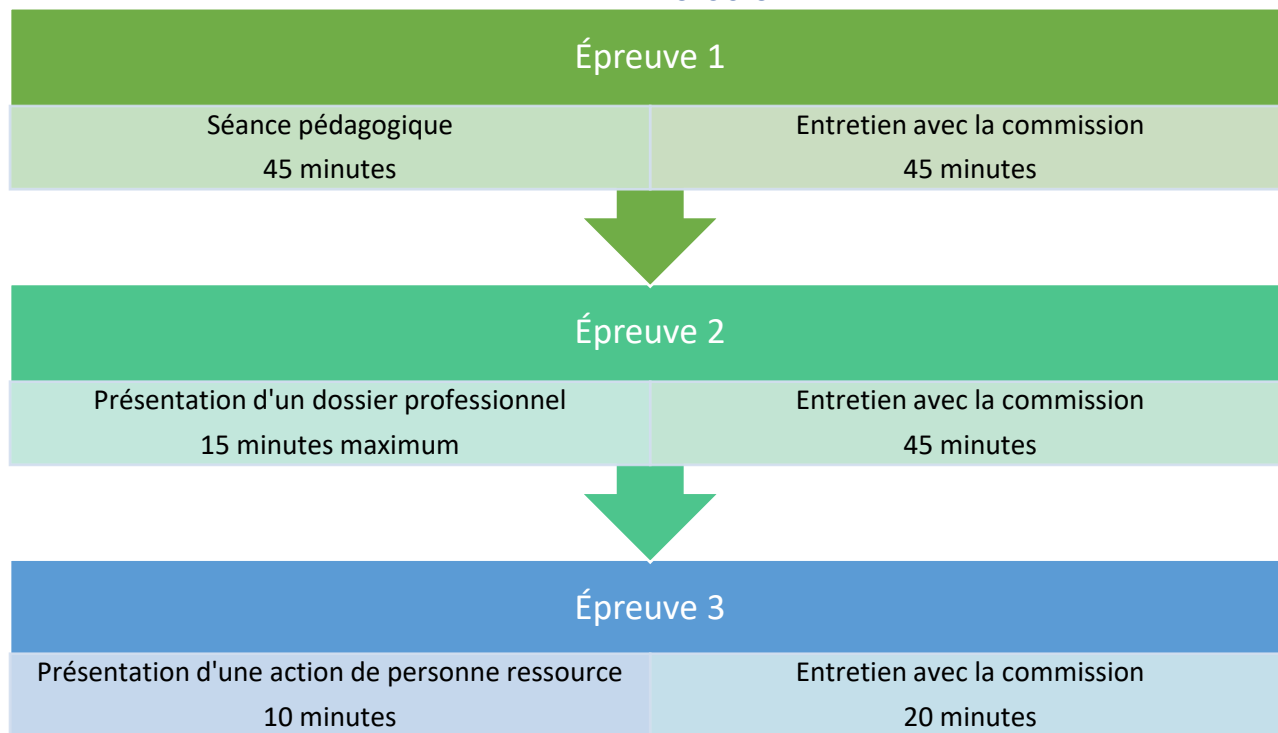 Épreuve 1
Séance pédagogique
45 minutes
Entretien avec la commission
45 minutes
Épreuve 2
Présentation d'un dossier professionnel
15 minutes maximum
Entretien avec la commission
45 minutes
Épreuve 3
Présentation d'une action de personne ressource
10 minutes
Entretien avec la commission
20 minutes